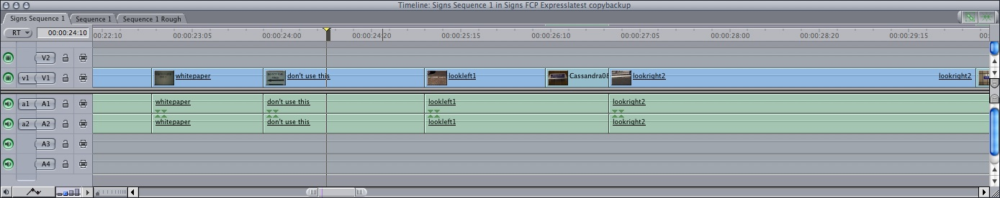 Timeline: Signs Sequence 1 in Signs FCP Expresslatest copybackup
Signs Sequence 1 Sequence 1 Sequence 1 Rough
RT 00:00:24:10 00:22:10 00:00:23:05 00:00:24:00 00:00:24:20 00:00:25:15 00:00:26:10 00:00:27:05 00:00:28:00 00:00:28:20 00:00:29:15 00:
V2
v1 V1 whitepaper don't use this lookleft1 Cassandra08 lookright2 lookright2
a1 A1 whitepaper don't use this lookleft1 lookright2
a2 A2 whitepaper don't use this lookleft1 lookright2
A3
A4